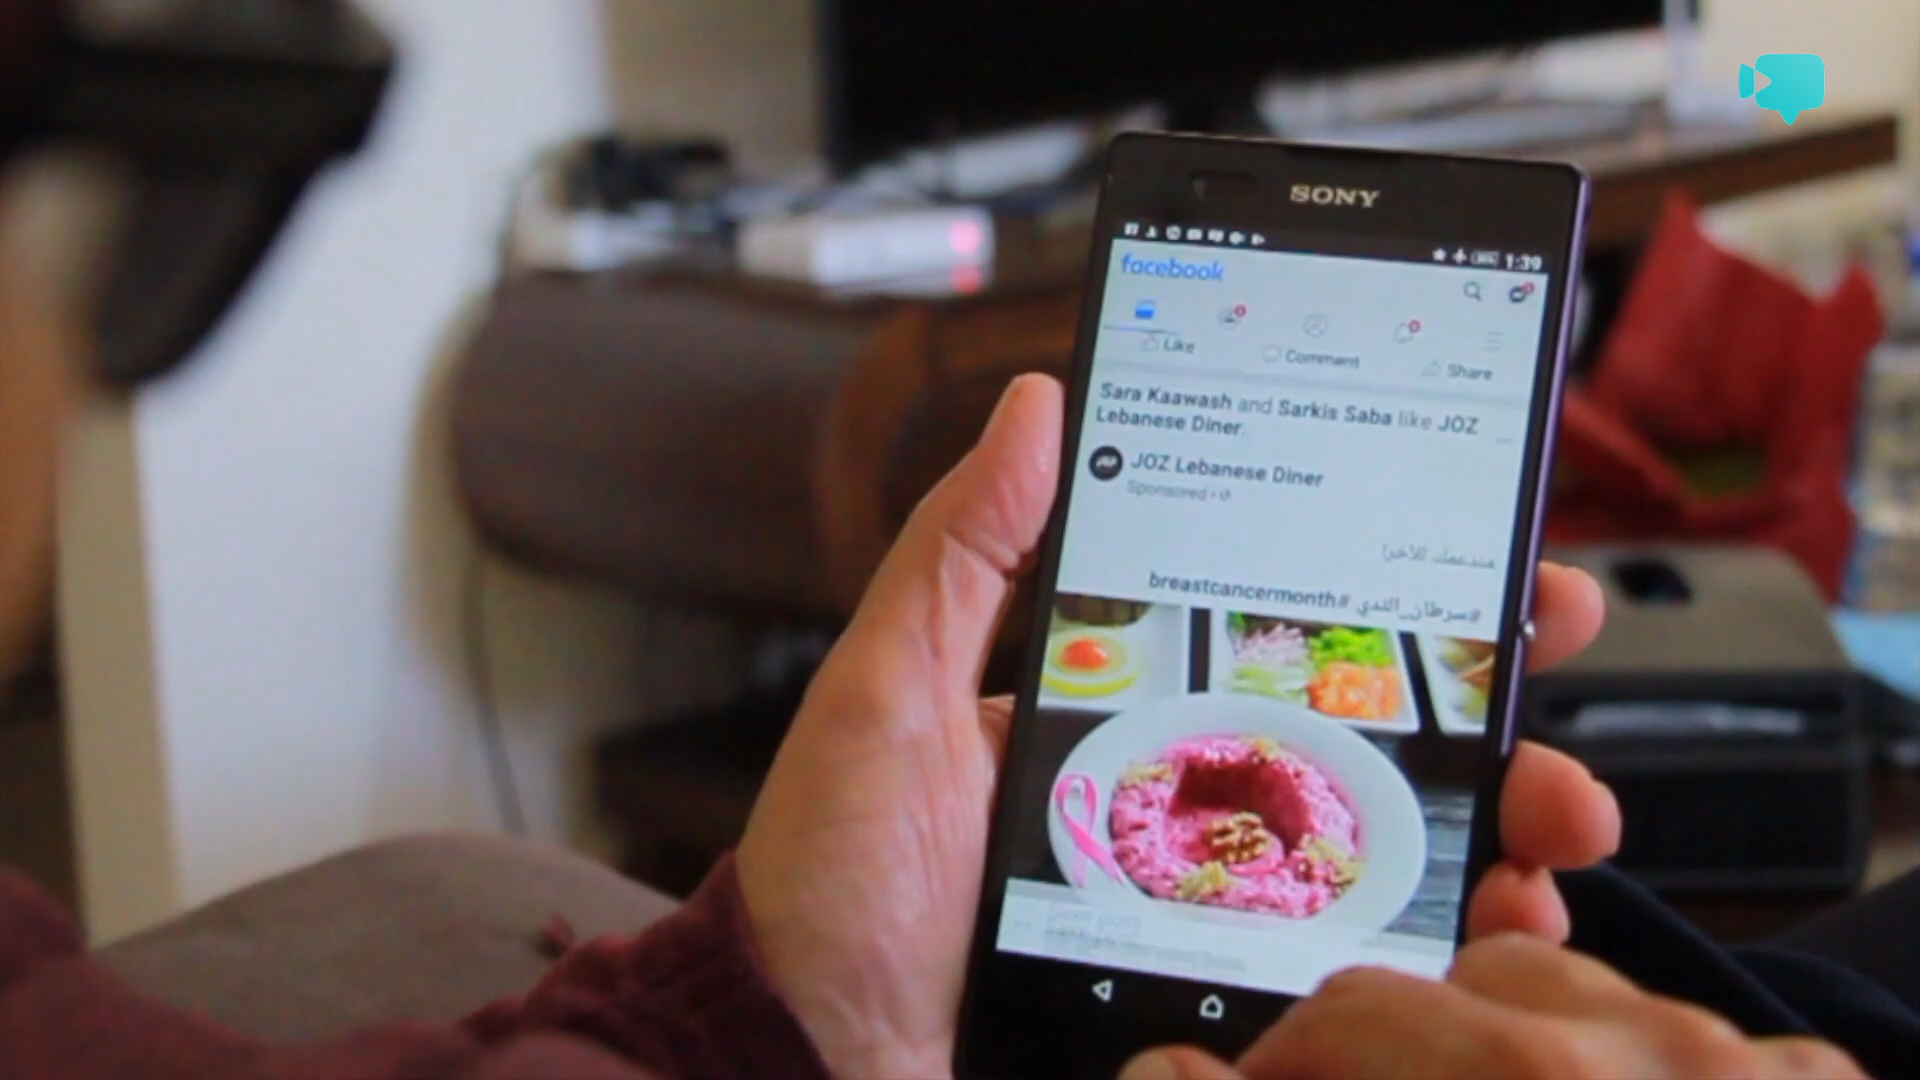 SONY
1:39
facebook
Like Comment Share
Sara Kaawash and Sarkis Saba like JOZ
Lebanese Diner.
JOZ Lebanese Diner
Sponsored
للآخر!
#سرطان_الثدي #breastcancermonth